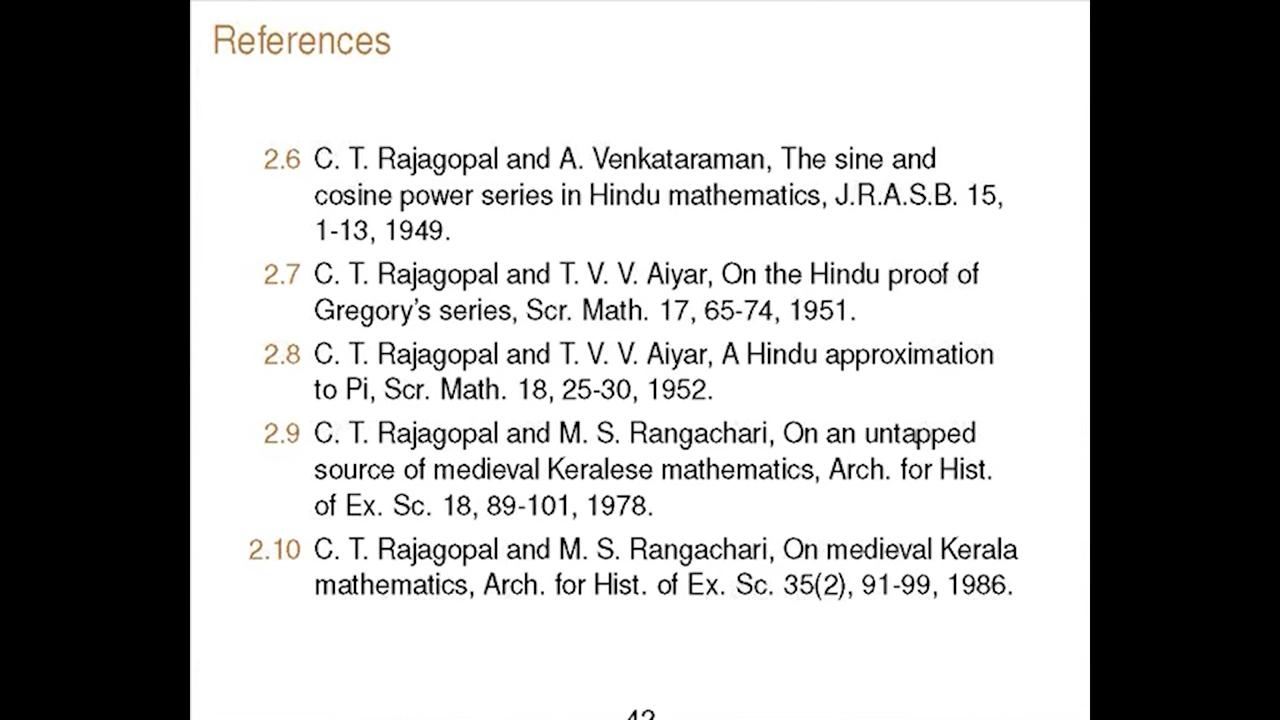 References
2.6 C. T. Rajagopal and A. Venkataraman, The sine and
cosine power series in Hindu mathematics, J.R.A.S.B. 15,
1-13, 1949.
2.7 C. T. Rajagopal and T. V. V. Aiyar, On the Hindu proof of
Gregory's series, Scr. Math. 17, 65-74, 1951.
2.8 C. T. Rajagopal and T. V. V. Aiyar, A Hindu approximation
to Pi, Scr. Math. 18, 25-30, 1952.
2.9 C. T. Rajagopal and M. S. Rangachari, On an untapped
source of medieval Keralese mathematics, Arch. for Hist.
of Ex. Sc. 18, 89-101, 1978.
2.10 C. T. Rajagopal and M. S. Rangachari, On medieval Kerala
mathematics, Arch. for Hist. of Ex. Sc. 35(2), 91-99, 1986.